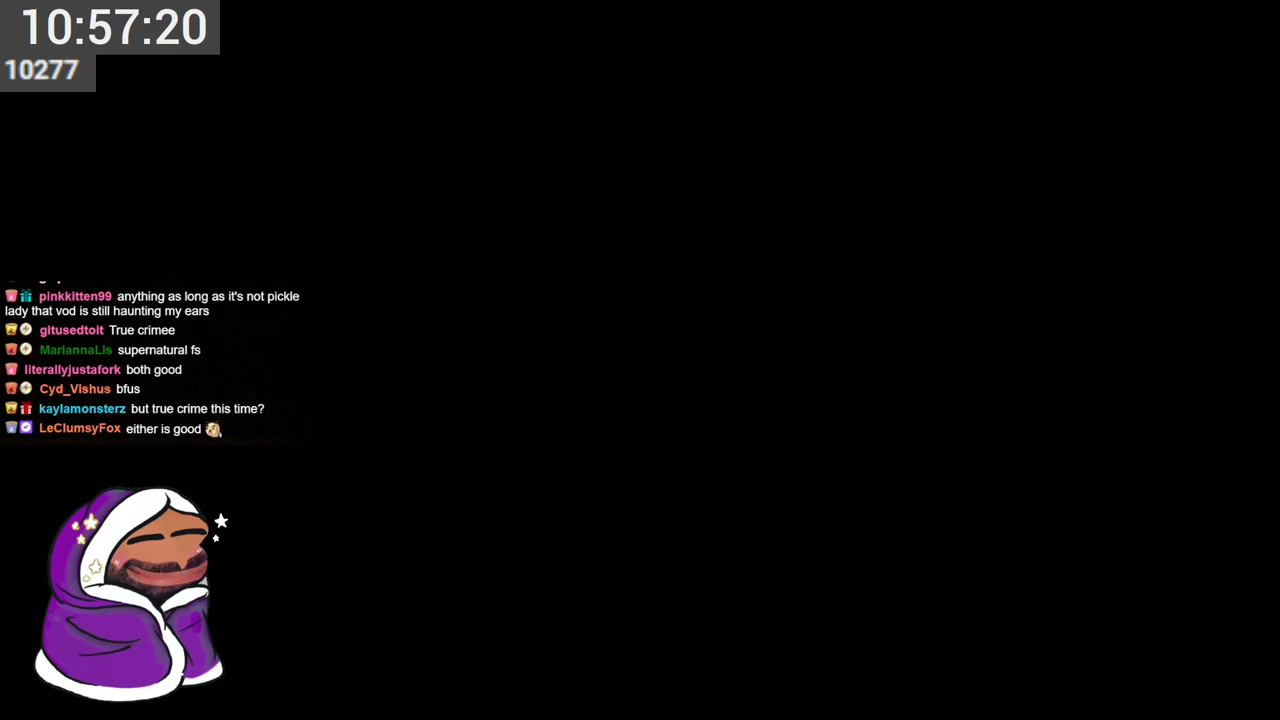 10:57:20
10277
pinkkitten99 anything as long as it's not pickle
lady that vod is still haunting my ears
gitusedtoit True crimee
MariannaLis supernatural fs
literallyjustafork both good
Cyd_Vishus bfus
kaylamonsterz but true crime this time?
LeClumsyFox either is good